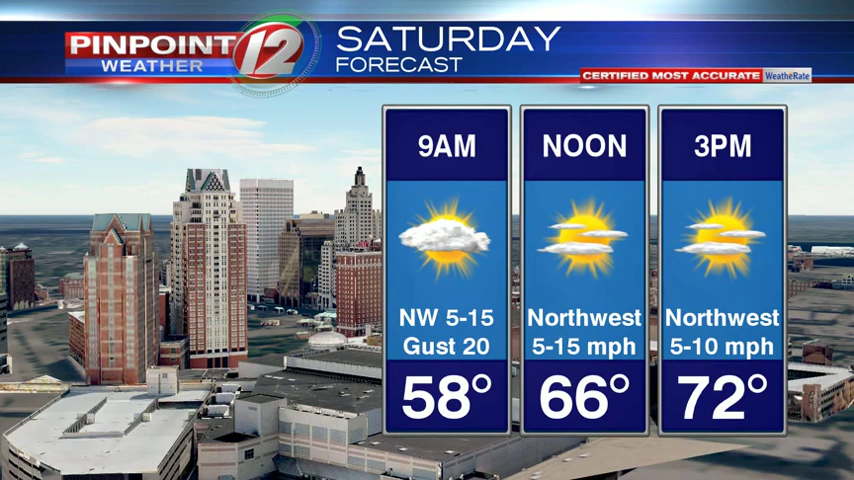 PINPOINT
WEATHER
12
SATURDAY
FORECAST
CERTIFIED MOST ACCURATE WeatheRate
9AM
NW 5-15
Gust 20
58°
NOON
Northwest
5-15 mph
66°
3PM
Northwest
5-10 mph
72°